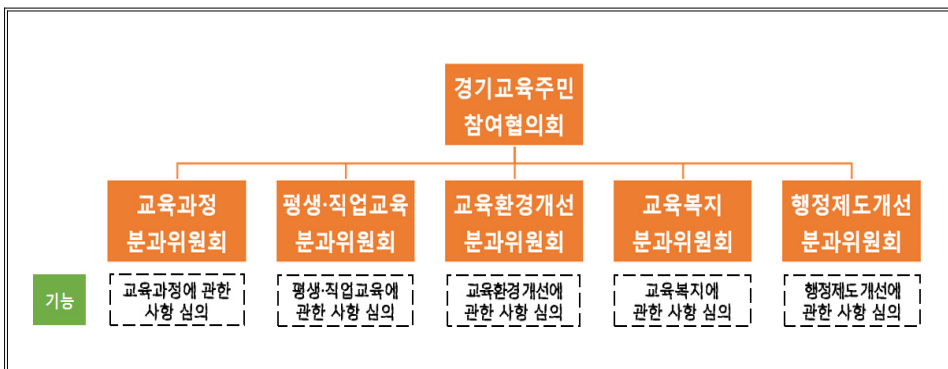 경기교육주민
참여협의회
교육과정
분과위원회
평생·직업교육
분과위원회
교육환경개선
분과위원회
교육복지
분과위원회
행정제도개선
분과위원회
기능
교육과정에 관한
사항 심의
평생·직업교육에
관한 사항 심의
교육환경개선에
관한 사항 심의
교육복지에
관한 사항 심의
행정제도개선에
관한 사항 심의